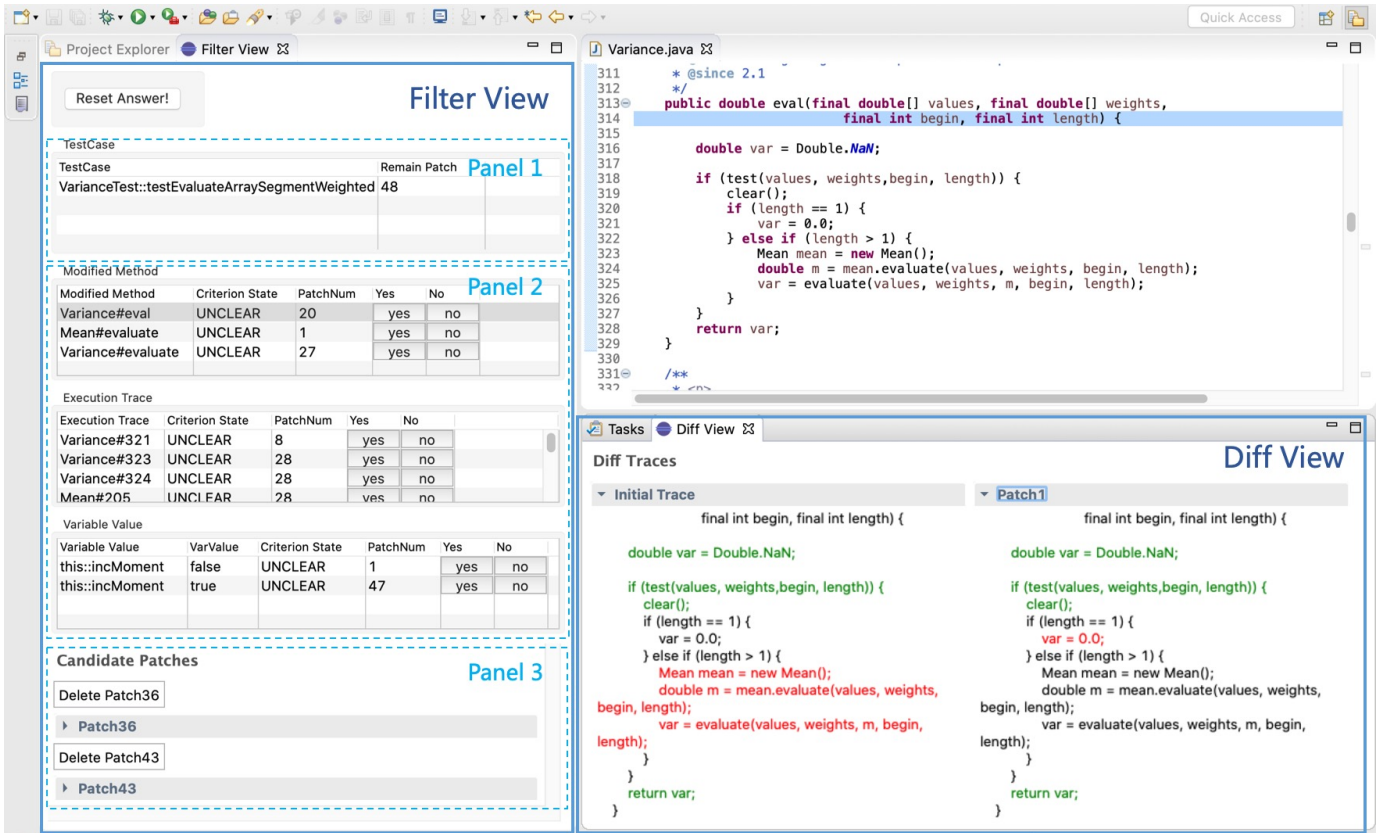 Quick Access
Project Explorer
Filter View
Reset Answer!
Filter View
TestCase
Panel 1
TestCase Remain Patch
VarianceTest::testEvaluateArraySegmentWeighted 48
Modified Method
Panel 2
Modified Method Criterion State PatchNum Yes No
Variance#eval UNCLEAR 20 yes no
Mean#evaluate UNCLEAR 1 yes no
Variance#evaluate UNCLEAR 27 yes no
Execution Trace
Execution Trace Criterion State PatchNum Yes No
Variance#321 UNCLEAR 8 yes no
Variance#323 UNCLEAR 28 yes no
Variance#324 UNCLEAR 28 yes no
Mean#205 UNCLEAR 28 yes no
Variable Value
Variable Value VarValue Criterion State PatchNum Yes No
this::incMoment false UNCLEAR 1 yes no
this::incMoment true UNCLEAR 47 yes no
Candidate Patches
Panel 3
Delete Patch36
Patch36
Delete Patch43
Patch43
Variance.java
311 * @since 2.1
312 */
313 public double eval(final double[] values, final double[] weights,
314 final int begin, final int length) {
315
316 double var = Double.NaN;
317
318 if (test(values, weights,begin, length)) {
319 clear();
320 if (length == 1) {
321 var = 0.0;
322 } else if (length > 1) {
323 Mean mean = new Mean();
324 double m = mean.evaluate(values, weights, begin, length);
325 var = evaluate(values, weights, m, begin, length);
326 }
327 }
328 return var;
329 }
330
331 /**
332 * <p>
Tasks
Diff View
Diff View
Diff Traces
Initial Trace
final int begin, final int length) {
double var = Double.NaN;
if (test(values, weights,begin, length)) {
clear();
if (length == 1) {
var = 0.0;
} else if (length > 1) {
Mean mean = new Mean();
double m = mean.evaluate(values, weights,
begin, length);
var = evaluate(values, weights, m, begin,
length);
}
}
return var;
}
Patch1
final int begin, final int length) {
double var = Double.NaN;
if (test(values, weights,begin, length)) {
clear();
if (length == 1) {
var = 0.0;
} else if (length > 1) {
Mean mean = new Mean();
double m = mean.evaluate(values, weights,
begin, length);
var = evaluate(values, weights, m, begin,
length);
}
}
return var;
}